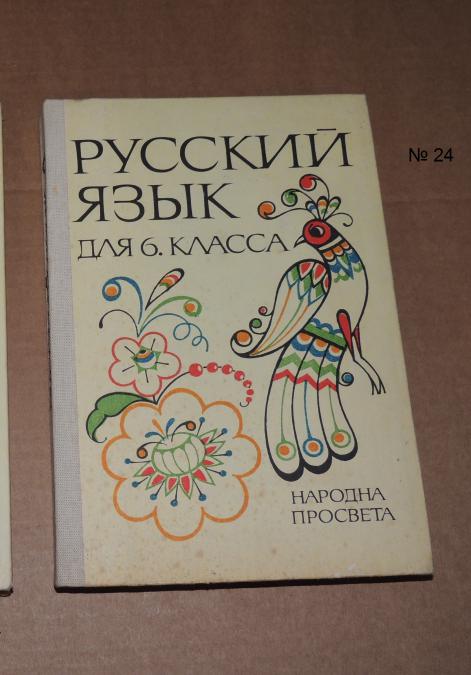 РУССКИЙ
ЯЗЫК
ДЛЯ 6. КЛАССА
НАРОДНА
ПРОСВЕТА
№ 24